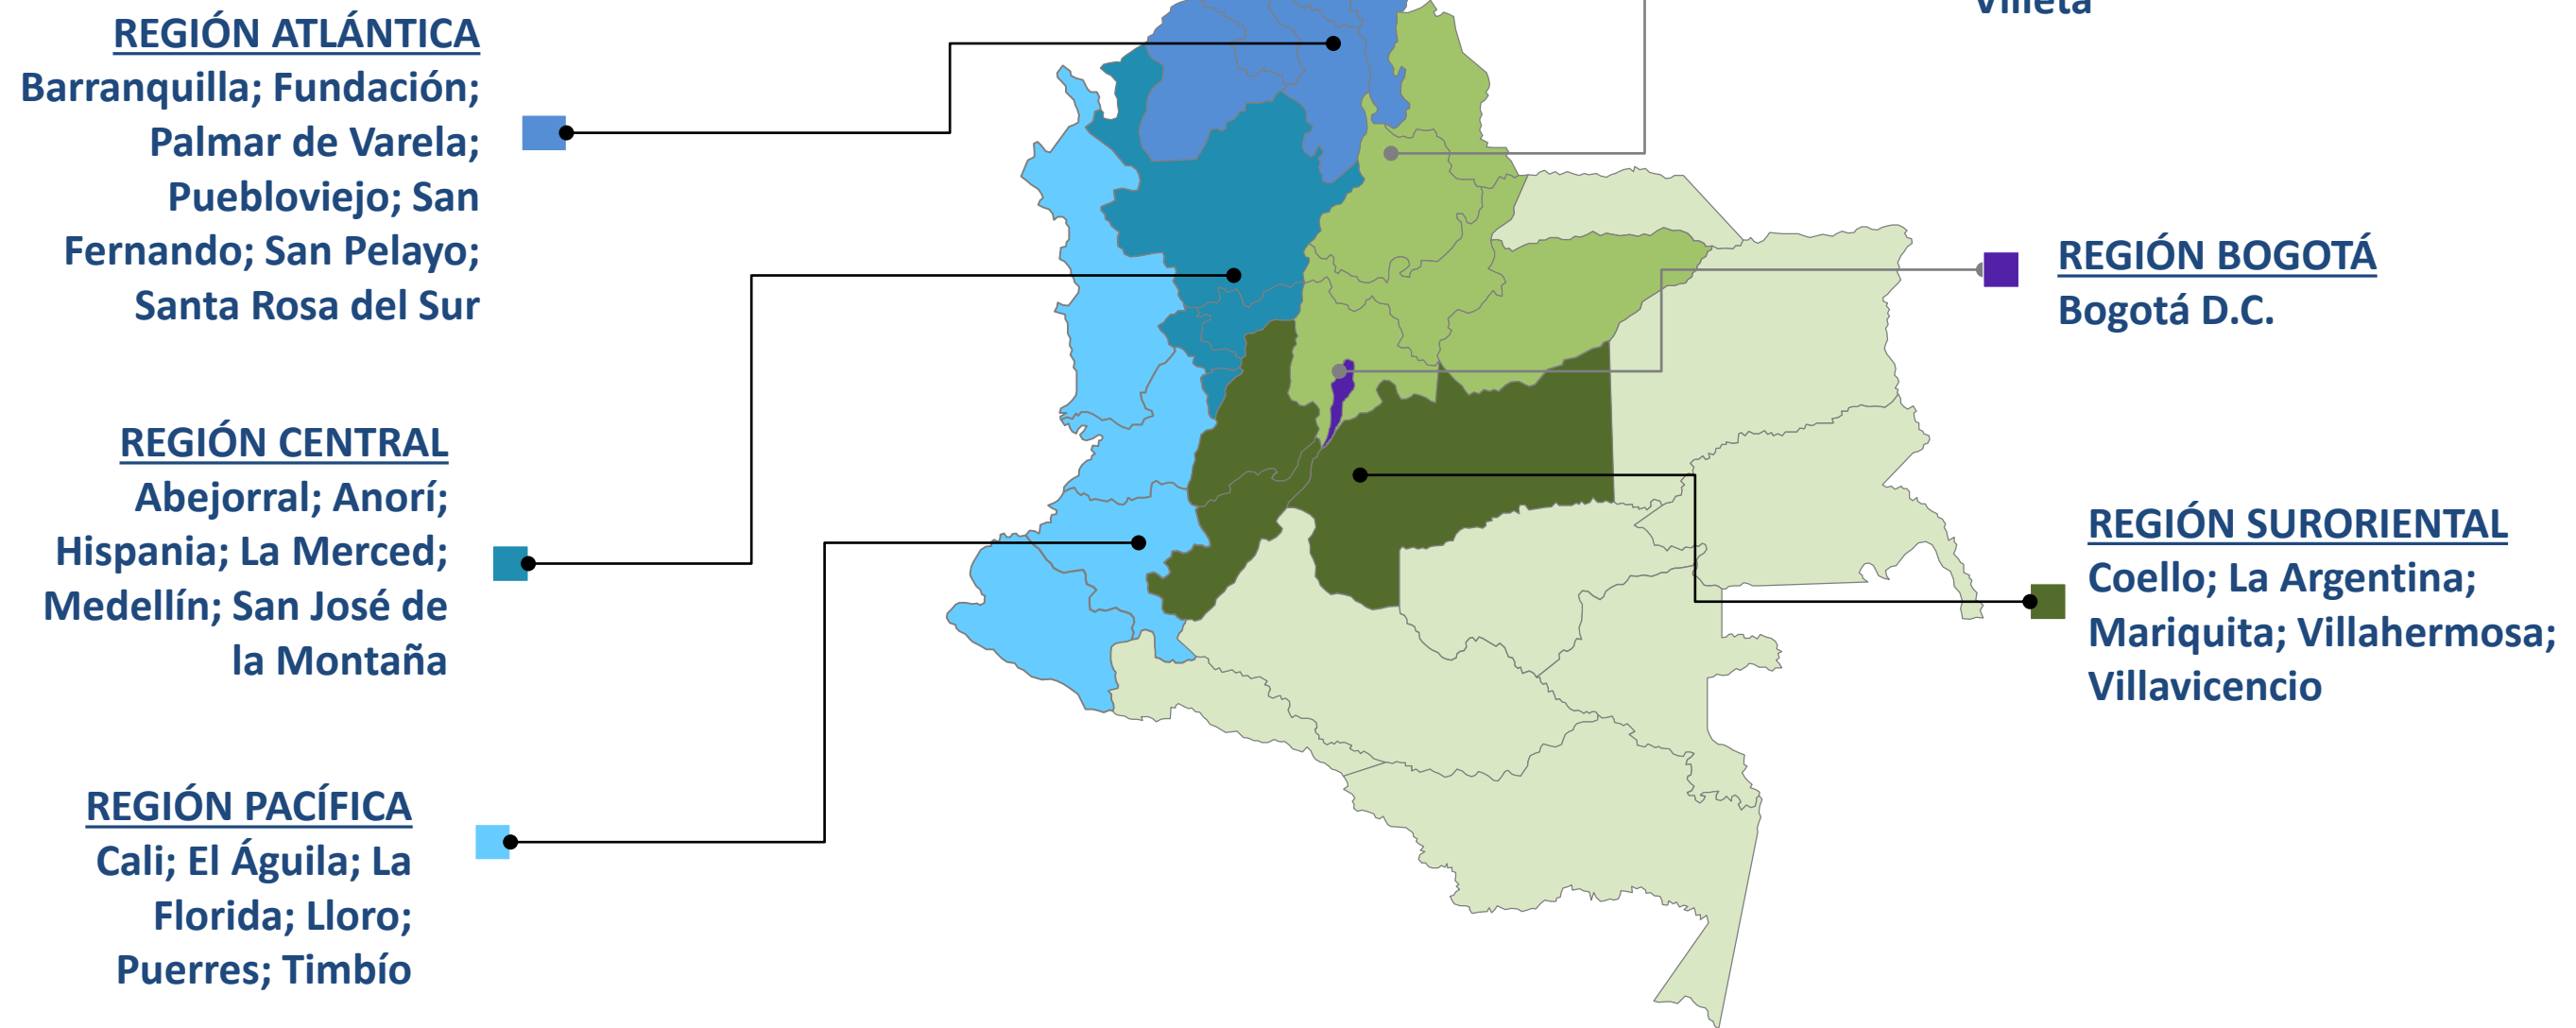 Villeta
REGIÓN ATLÁNTICA
Barranquilla; Fundación;
Palmar de Varela;
Puebloviejo; San
Fernando; San Pelayo;
Santa Rosa del Sur
REGIÓN BOGOTÁ
Bogotá D.C.
REGIÓN CENTRAL
Abejorral; Anorí;
Hispania; La Merced;
Medellín; San José de
la Montaña
REGIÓN SURORIENTAL
Coello; La Argentina;
Mariquita; Villahermosa;
Villavicencio
REGIÓN PACÍFICA
Cali; El Águila; La
Florida; Lloro;
Puerres; Timbío